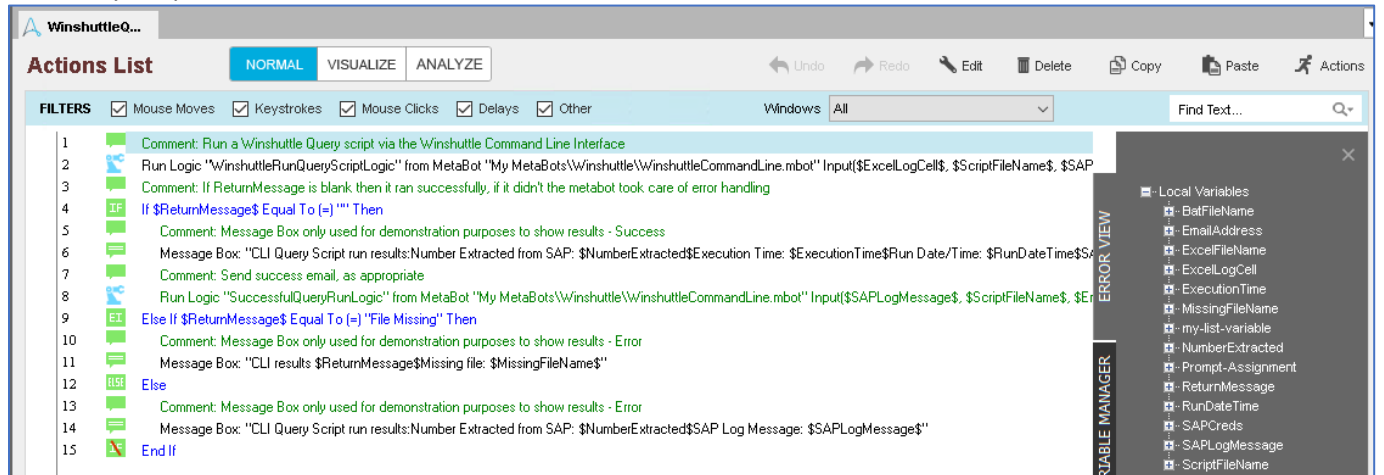 WinshuttleQ...
Actions List NORMAL VISUALIZE ANALYZE Undo Redo Edit Delete Copy Paste Actions
FILTERS Mouse Moves Keystrokes Mouse Clicks Delays Other Windows All Find Text...
1 Comment: Run a Winshuttle Query script via the Winshuttle Command Line Interface
2 Run Logic "WinshuttleRunQueryScriptLogic" from MetaBot "My MetaBots\Winshuttle\WinshuttleCommandLine.mbot" Input($ExcelLogCell$, $ScriptFileName$, $SAP
3 Comment: If ReturnMessage is blank then it ran successfully, if it didn't the metabot took care of error handling
4 IF If $ReturnMessage$ Equal To (=) "" Then
5 Comment: Message Box only used for demonstration purposes to show results - Success
6 Message Box: "CLI Query Script run results:Number Extracted from SAP: $NumberExtracted$Execution Time: $ExecutionTime$Run Date/Time: $RunDateTime$SA
7 Comment: Send success email, as appropriate
8 Run Logic "SuccessfulQueryRunLogic" from MetaBot "My MetaBots\Winshuttle\WinshuttleCommandLine.mbot" Input($SAPLogMessage$, $ScriptFileName$, $Er
9 EI Else If $ReturnMessage$ Equal To (=) "File Missing" Then
10 Comment: Message Box only used for demonstration purposes to show results - Error
11 Message Box: "CLI results $ReturnMessage$Missing file: $MissingFileName$"
12 ELSE Else
13 Comment: Message Box only used for demonstration purposes to show results - Error
14 Message Box: "CLI Query Script run results:Number Extracted from SAP: $NumberExtracted$SAP Log Message: $SAPLogMessage$"
15 IF End If
ERROR VIEW
RIABLE MANAGER
Local Variables
BatFileName
EmailAddress
ExcelFileName
ExcelLogCell
ExecutionTime
MissingFileName
my-list-variable
NumberExtracted
Prompt-Assignment
ReturnMessage
RunDateTime
SAPCreds
SAPLogMessage
ScriptFileName